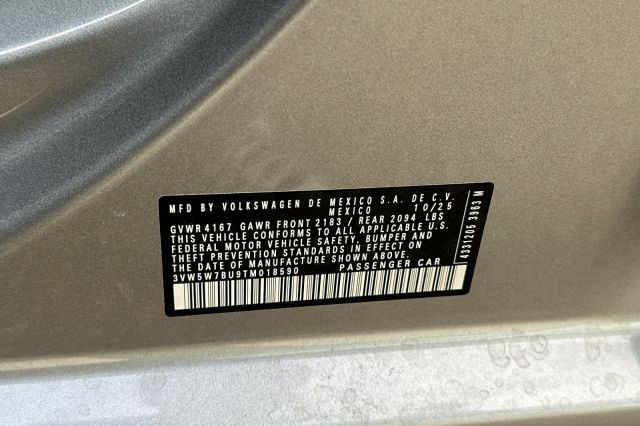 MFD BY VOLKSWAGEN DE MEXICO S.A. DE C.V.
MEXICO 10/25
GVWR 4167 GAWR FRONT 2183 / REAR 2094 LBS
THIS VEHICLE CONFORMS TO ALL APPLICABLE U.S.
FEDERAL MOTOR VEHICLE SAFETY, BUMPER AND
THEFT PREVENTION STANDARDS IN EFFECT ON
THE DATE OF MANUFACTURE SHOWN ABOVE
3VW5W7BU9TM018590 PASSENGER CAR
4331205 3963 M